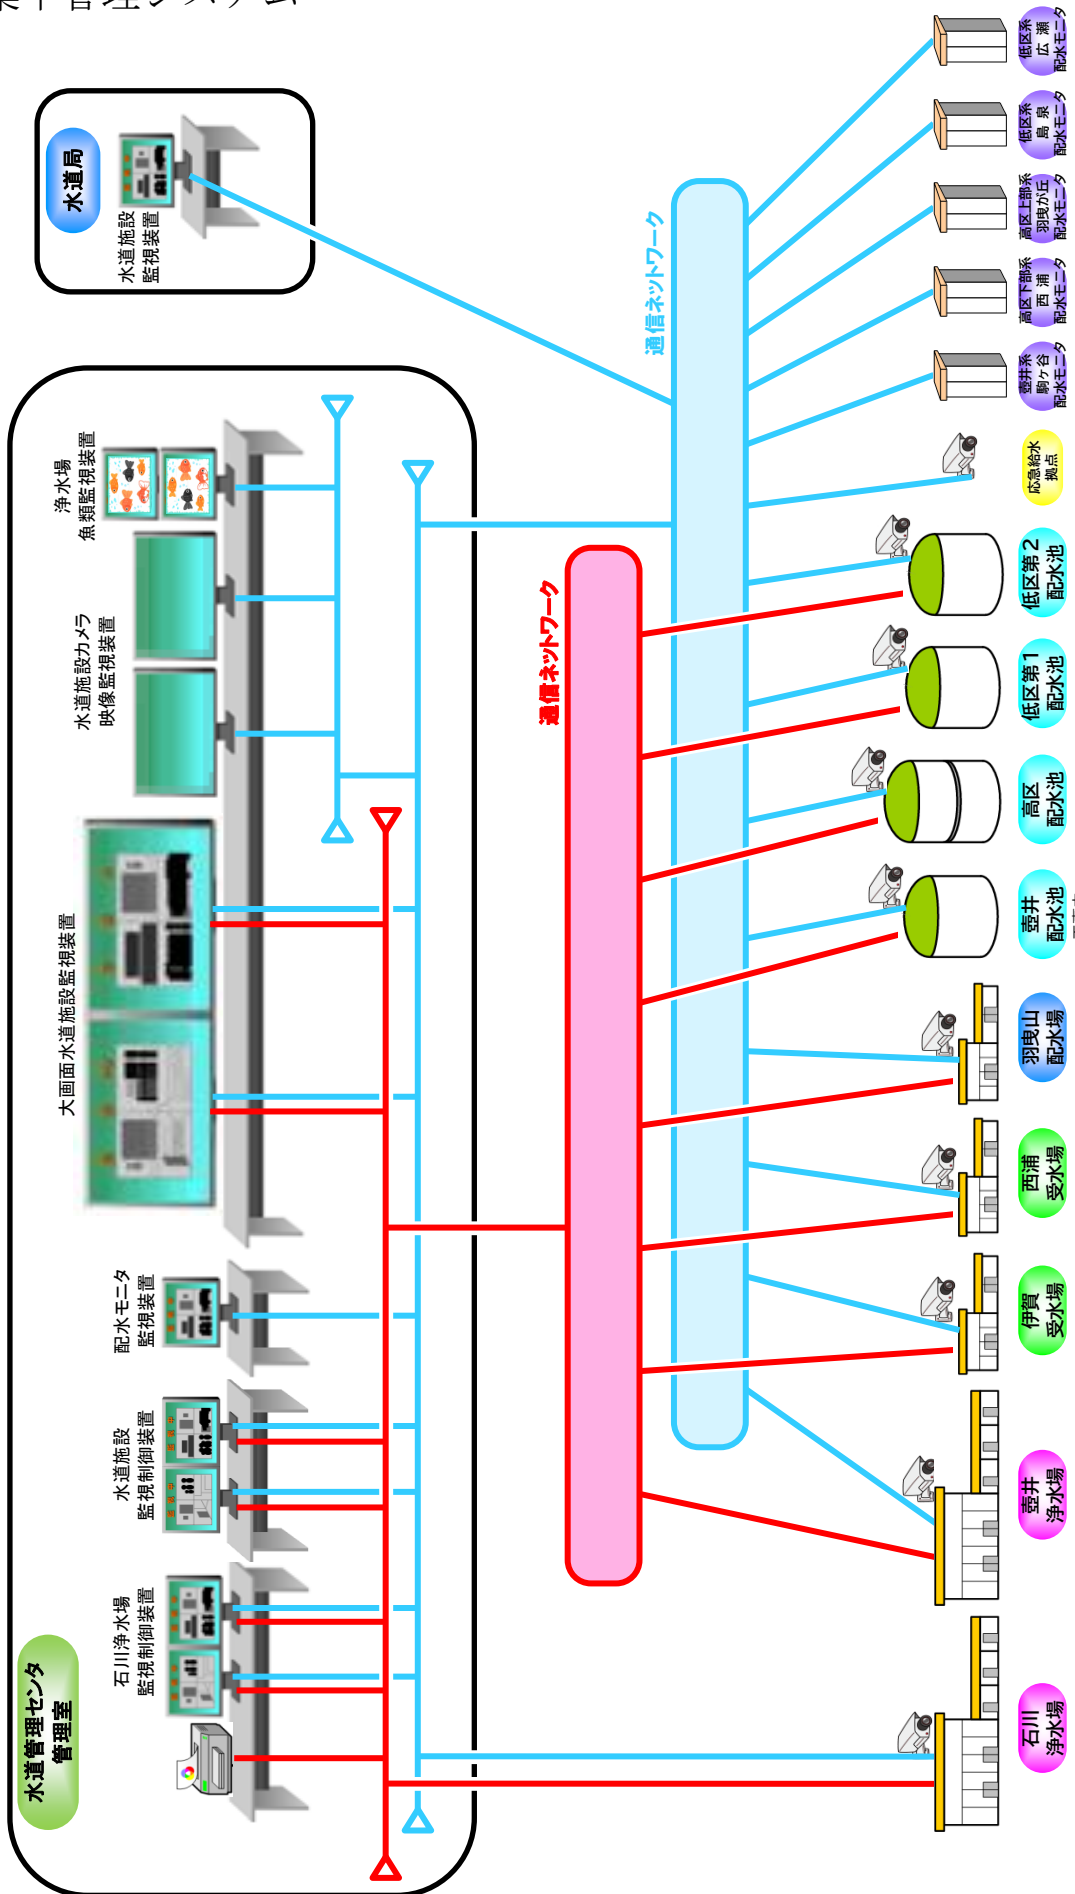 集中管理システム
水道局
水道施設
監視装置
水道管理センタ
管理室
石川浄水場
監視制御装置
水道施設
監視制御装置
配水モニタ
監視装置
大画面水道施設監視装置
水道施設カメラ
映像監視装置
浄水場
魚類監視装置
通信ネットワーク
通信ネットワーク
石川
浄水場
壺井
浄水場
伊賀
受水場
西浦
受水場
羽曳山
配水場
壺井
配水池
高区
配水池
低区第1
配水池
低区第2
配水池
応急給水
拠点
壺井系
駒ヶ谷
配水モニタ
高区下部系
西浦
配水モニタ
高区上部系
羽曳が丘
配水モニタ
低区系
島泉
配水モニタ
低区系
広瀬
配水モニタ